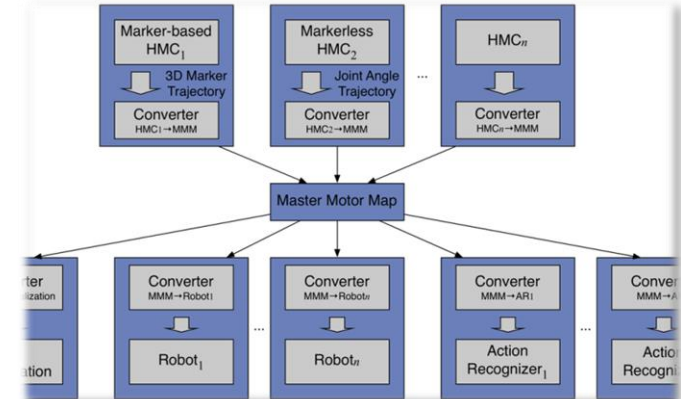 Marker-based
HMC1
Markerless
HMC2
HMCn
3D Marker
Trajectory
Joint Angle
Trajectory
...
Converter
HMC1→MMM
Converter
HMC2→MMM
Converter
HMCn→MMM
Master Motor Map
Converter
MMM→Robot1
Converter
MMM→Robotn
Converter
MMM→AR1
...
...
Robot1
Robotn
Action
Recognizer1